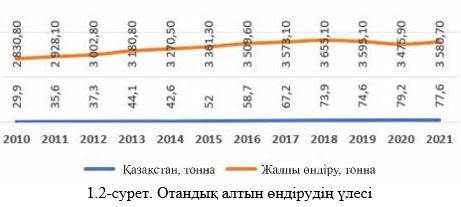 2 830,80 2 928,10 3 002,80 3 180,80 3 270,50 3 361,30 3 509,60 3 573,10 3 655,10 3 595,10 3 475,90 3 580,70
29,9 35,6 37,3 44,1 42,6 52 58,7 67,2 73,9 74,6 79,2 77,6
2010 2011 2012 2013 2014 2015 2016 2017 2018 2019 2020 2021
Қазақстан, тонна Жалпы өндіру, тонна
1.2-сурет. Отандық алтын өндірудің үлесі